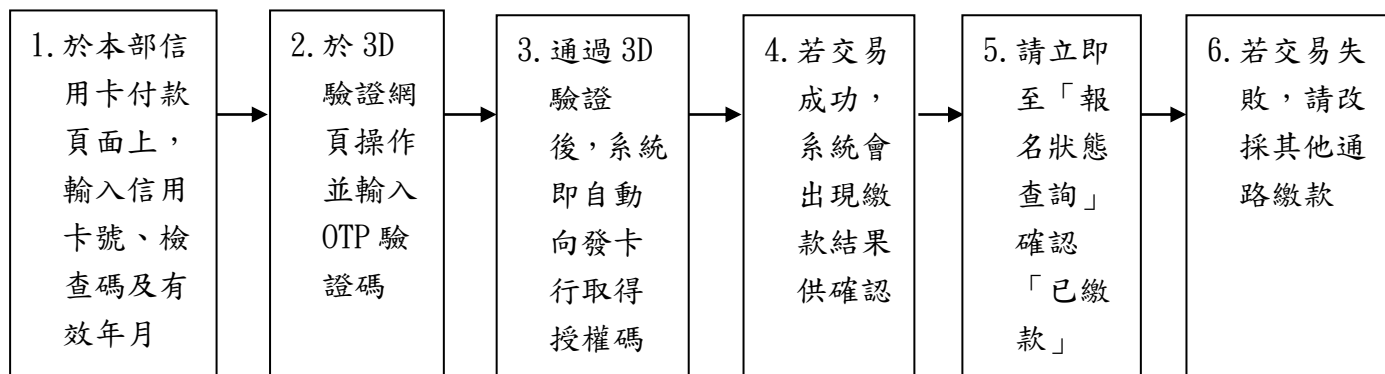 1.於本部信
用卡付款
頁面上，
輸入信用
卡號、檢
查碼及有
效年月
2.於 3D
驗證網
頁操作
並輸入
OTP 驗
證碼
3.通過 3D
驗證
後，系統
即自動
向發卡
行取得
授權碼
4.若交易
成功，
系統會
出現繳
款結果
供確認
5.請立即
至「報
名狀態
查詢」
確認
「已繳
款」
6.若交易失
敗，請改
採其他通
路繳款